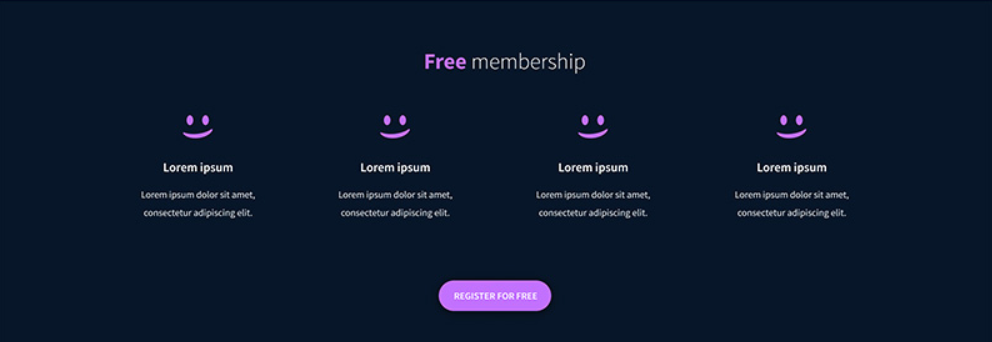 Free membership
Lorem ipsum
Lorem ipsum dolor sit amet,
consectetur adipiscing elit.
Lorem ipsum
Lorem ipsum dolor sit amet,
consectetur adipiscing elit.
Lorem ipsum
Lorem ipsum dolor sit amet,
consectetur adipiscing elit.
Lorem ipsum
Lorem ipsum dolor sit amet,
consectetur adipiscing elit.
REGISTER FOR FREE